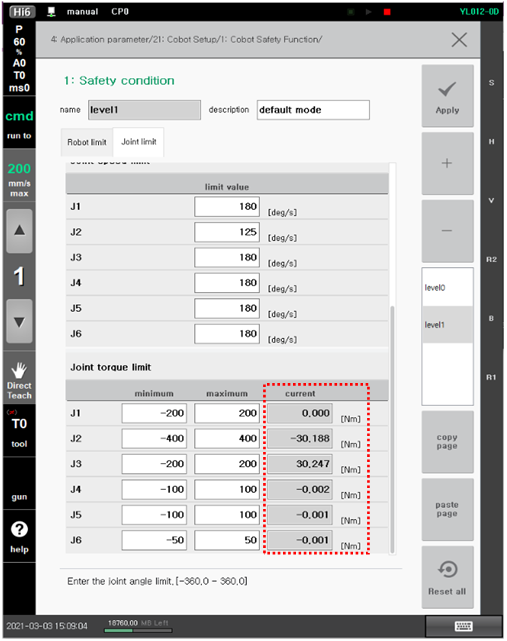 Hi6 manual CP0 YL012-0D
4: Application parameter/21: Cobot Setup/1: Cobot Safety Function/
P
60
%
A0
T0
ms0
cmd
run to
200
mm/s
max
1
Direct
Teach
T0
tool
gun
help
1: Safety condition
name level1 description default mode
Robot limit Joint limit
limit value
J1 180 [deg/s]
J2 125 [deg/s]
J3 180 [deg/s]
J4 180 [deg/s]
J5 180 [deg/s]
J6 180 [deg/s]
Joint torque limit
minimum maximum current
J1 -200 200 0,000 [Nm]
J2 -400 400 -30,188 [Nm]
J3 -200 200 30,247 [Nm]
J4 -100 100 -0,002 [Nm]
J5 -100 100 -0,001 [Nm]
J6 -50 50 -0,001 [Nm]
Enter the joint angle limit, [-360,0 - 360,0]
Apply
level0
level1
copy
page
paste
page
Reset all
S
H
V
R2
B
R1
2021-03-03 15:09:04 18760.00 MB Left